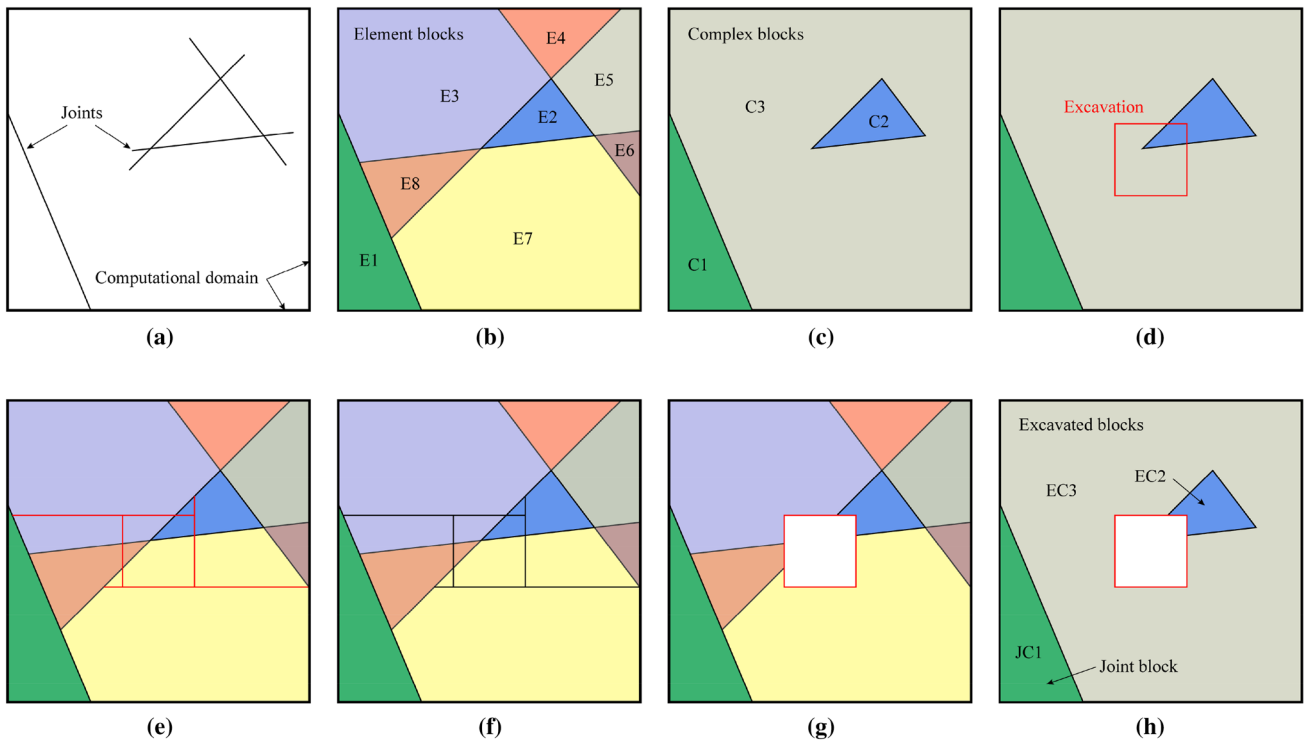 Joints
Computational domain
(a)
Element blocks
E4
E5
E3
E2
E6
E8
E7
E1
(b)
Complex blocks
C3
C2
C1
(c)
Excavation
(d)
(e)
(f)
(g)
Excavated blocks
EC2
EC3
JC1
Joint block
(h)